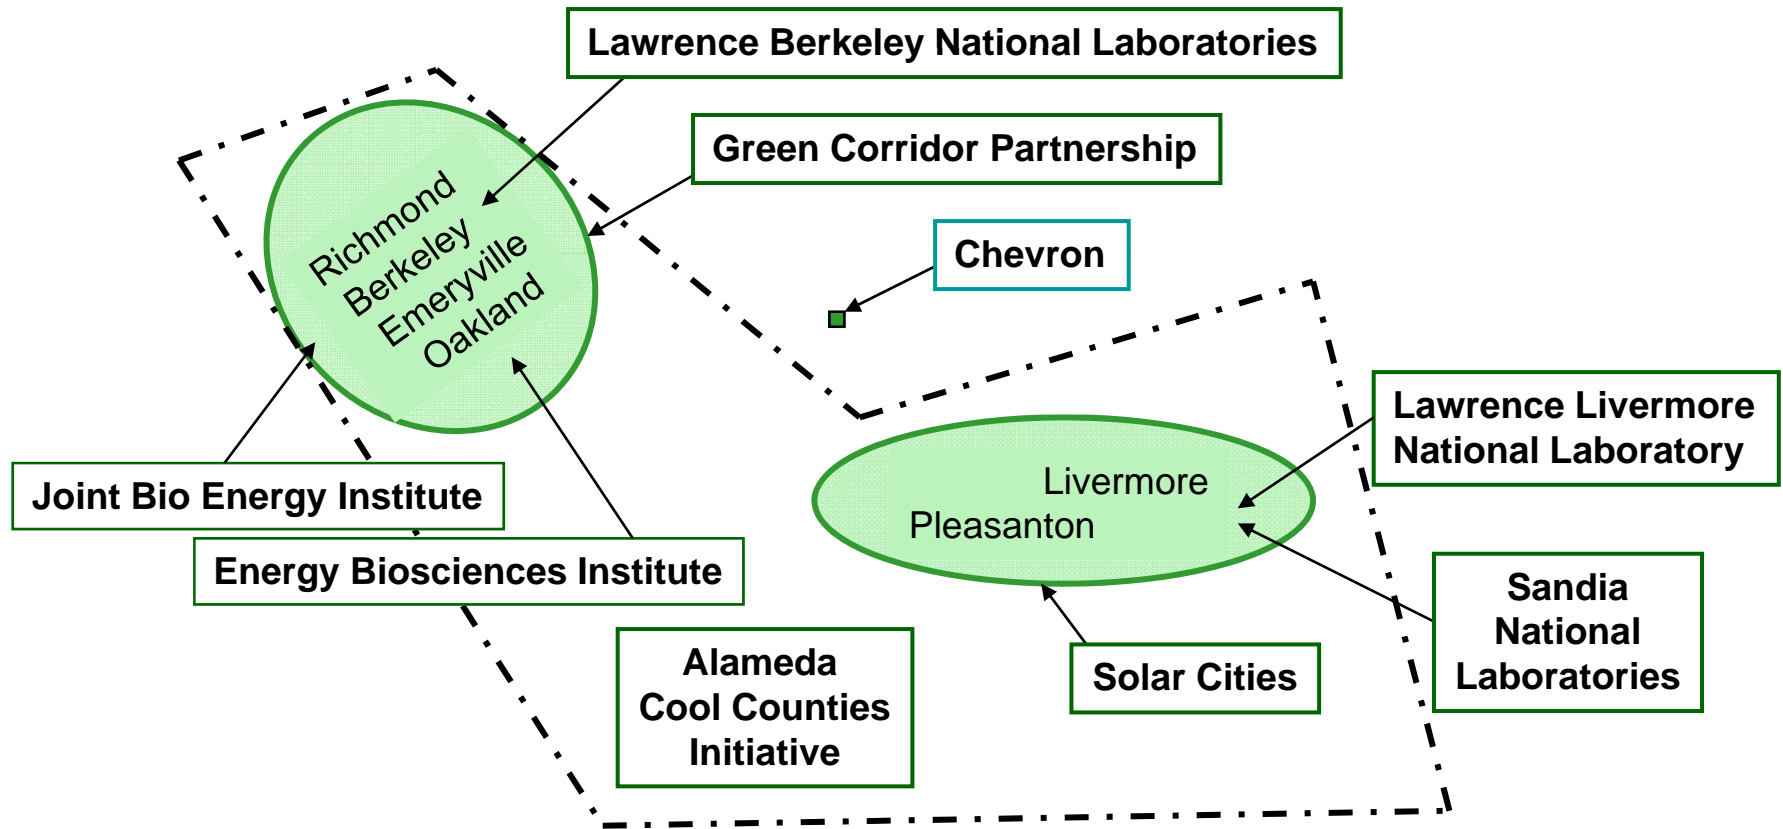 Lawrence Berkeley National Laboratories
Green Corridor Partnership
Richmond
Berkeley
Emeryville
Oakland
Chevron
Lawrence Livermore
National Laboratory
Livermore
Pleasanton
Joint Bio Energy Institute
Energy Biosciences Institute
Alameda
Cool Counties
Initiative
Solar Cities
Sandia
National
Laboratories